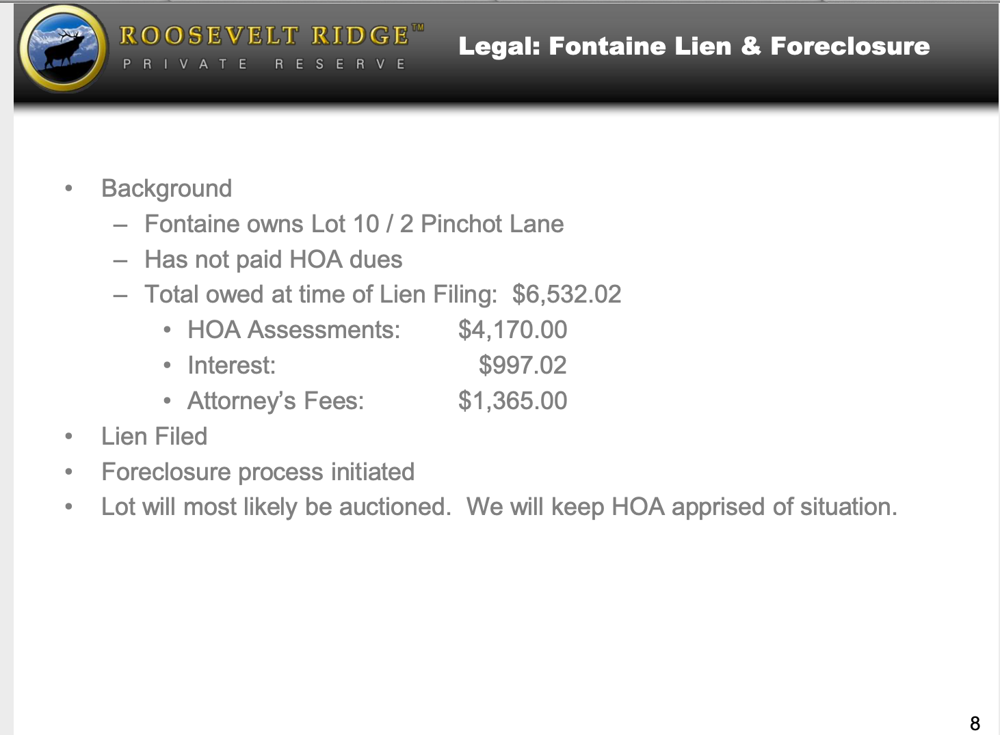 ROOSEVELT RIDGE™
PRIVATE RESERVE
Legal: Fontaine Lien & Foreclosure
• Background
– Fontaine owns Lot 10 / 2 Pinchot Lane
– Has not paid HOA dues
– Total owed at time of Lien Filing:  $6,532.02
• HOA Assessments: $4,170.00
• Interest: $997.02
• Attorney’s Fees: $1,365.00
• Lien Filed
• Foreclosure process initiated
• Lot will most likely be auctioned.  We will keep HOA apprised of situation.
8